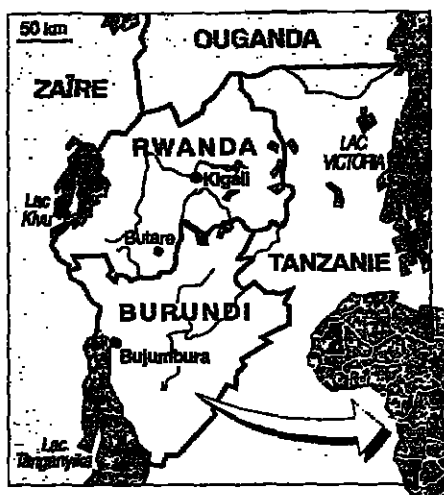 50 km
OUGANDA
ZAÏRE
RWANDA
Kigali
LAC
VICTORIA
Lac
Kivu
Butare
TANZANIE
BURUNDI
Bujumbura
Lac
Tanganyika